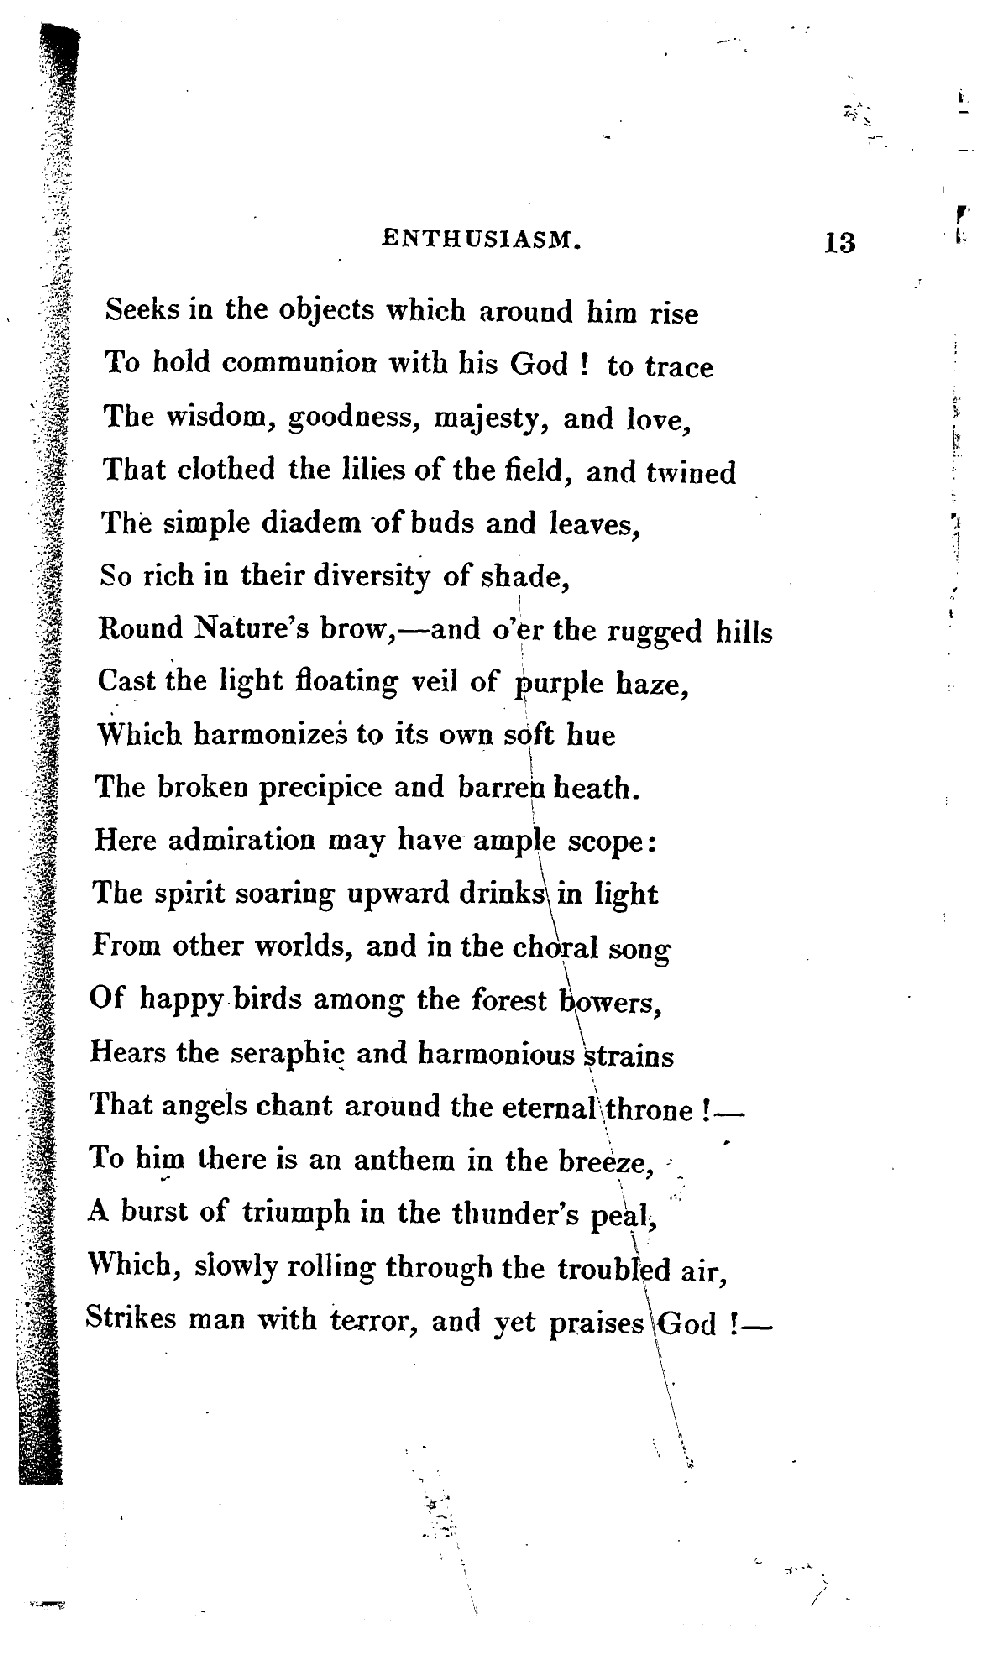 ENTHUSIASM. 13
Seeks in the objects which around him rise
To hold communion with his God ! to trace
The wisdom, goodness, majesty, and love,
That clothed the lilies of the field, and twined
The simple diadem of buds and leaves,
So rich in their diversity of shade,
Round Nature's brow,—and o'er the rugged hills
Cast the light floating veil of purple haze,
Which harmonizes to its own soft hue
The broken precipice and barren heath.
Here admiration may have ample scope:
The spirit soaring upward drinks in light
From other worlds, and in the choral song
Of happy birds among the forest bowers,
Hears the seraphic and harmonious strains
That angels chant around the eternal throne !—
To him there is an anthem in the breeze,
A burst of triumph in the thunder's peal,
Which, slowly rolling through the troubled air,
Strikes man with terror, and yet praises God !—